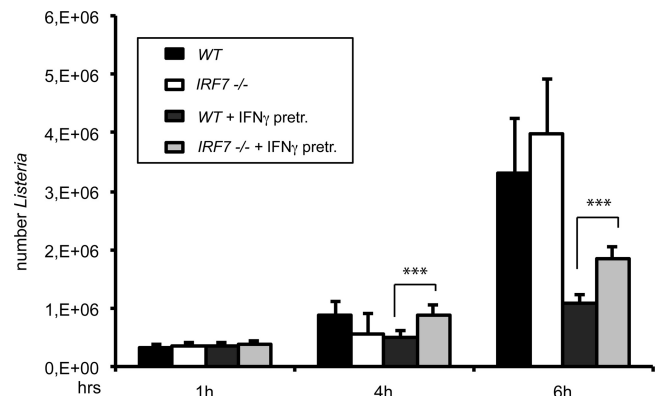 6,E+06
5,E+06
4,E+06
3,E+06
2,E+06
1,E+06
0,E+00
number Listeria
WT
IRF7 -/-
WT + IFNγ pretr.
IRF7 -/- + IFNγ pretr.
***
***
hrs
1h
4h
6h